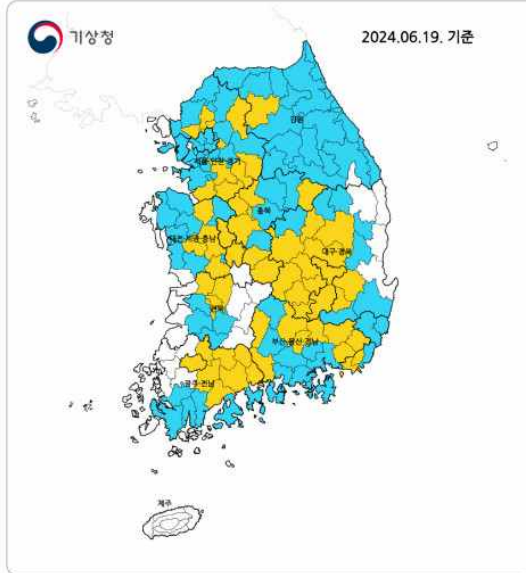 기상청
2024.06.19. 기준
강원
서울·인천·경기
충북
대전·세종·충남
대구·경북
전북
부산·울산·경남
광주·전남
제주